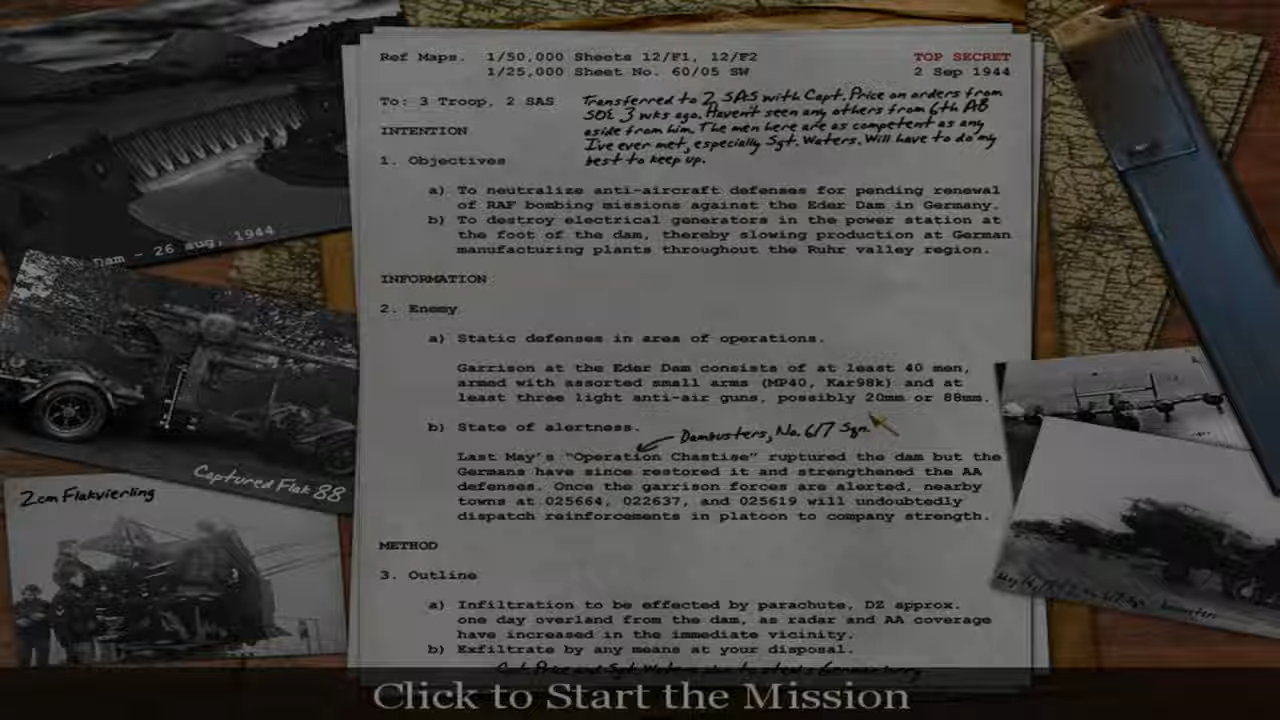 Ref Maps. 1/50,000 Sheets 12/F1, 12/F2
1/25,000 Sheet No. 60/05 SW
TOP SECRET
2 Sep 1944
To: 3 Troop, 2 SAS
Transferred to 2 SAS with Capt. Price on orders from
SOE 3 wks ago. Haven't seen any others from 6th AB
aside from him. The men here are as competent as any
I've ever met, especially Sgt. Waters. Will have to do my
best to keep up.
INTENTION
1. Objectives
a) To neutralize anti-aircraft defenses for pending renewal
of RAF bombing missions against the Eder Dam in Germany.
b) To destroy electrical generators in the power station at
the foot of the dam, thereby slowing production at German
manufacturing plants throughout the Ruhr valley region.
INFORMATION
2. Enemy
a) Static defenses in area of operations.
Garrison at the Eder Dam consists of at least 40 men,
armed with assorted small arms (MP40, Kar98k) and at
least three light anti-air guns, possibly 20mm or 88mm.
b) State of alertness.
Dambusters, No. 617 Sqn.
Last May's "Operation Chastise" ruptured the dam but the
Germans have since restored it and strengthened the AA
defenses. Once the garrison forces are alerted, nearby
towns at 025664, 022637, and 025619 will undoubtedly
dispatch reinforcements in platoon to company strength.
METHOD
3. Outline
a) Infiltration to be effected by parachute, DZ approx.
one day overland from the dam, as radar and AA coverage
have increased in the immediate vicinity.
b) Exfiltrate by any means at your disposal.
Capt. Price and Sgt. Waters plan to steal a German lorry
Dam - 26 aug, 1944
Captured Flak 88
2cm Flakvierling
Click to Start the Mission